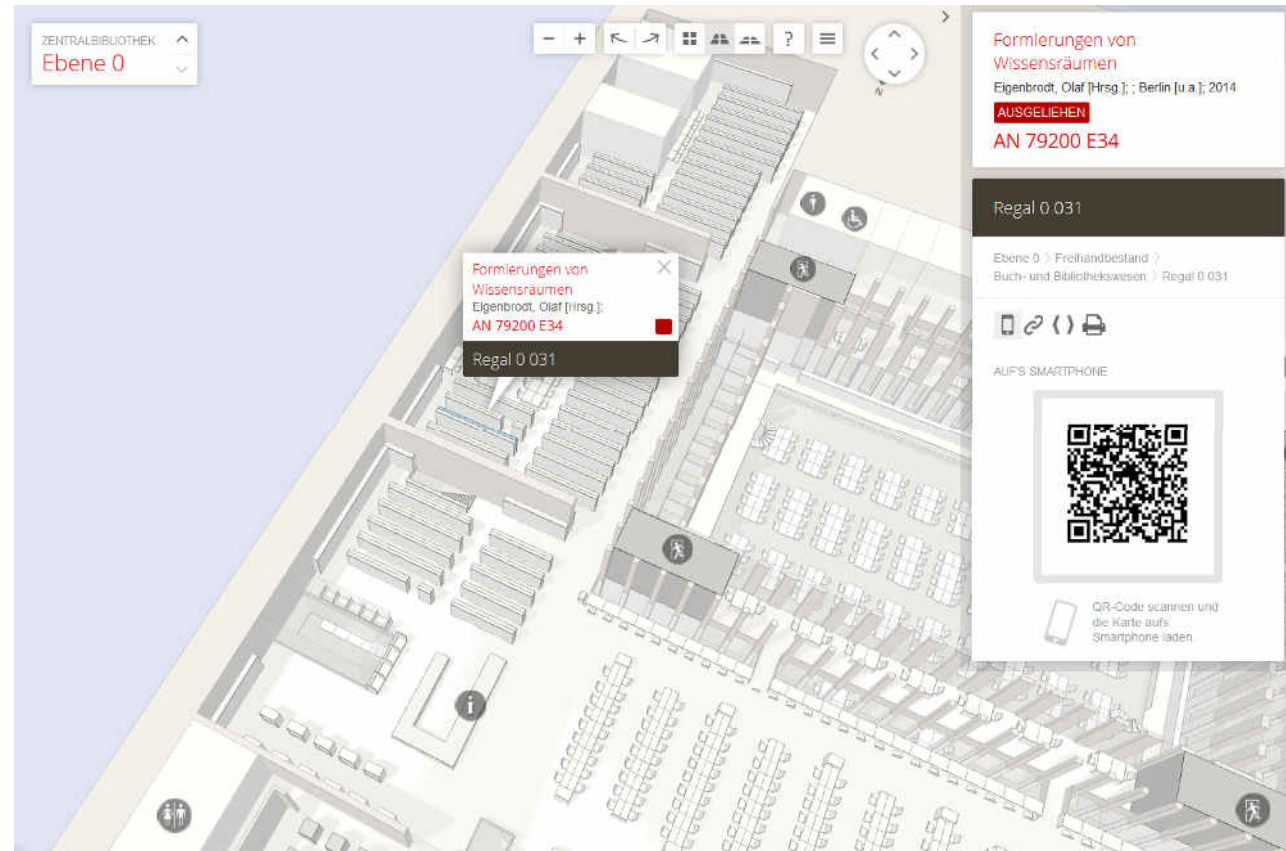 ZENTRALBIBLIOTHEK
Ebene 0
?
N
Formierungen von
Wissensräumen
Eigenbrodt, Olaf [Hrsg.];
AN 79200 E34
Regal 0 031
i
Formierungen von
Wissensräumen
Eigenbrodt, Olaf [Hrsg.]; ; Berlin [u.a.]; 2014
AUSGELIEHEN
AN 79200 E34
Regal 0 031
Ebene 0 〉 Freihandbestand 〉
Buch- und Bibliothekswesen 〉 Regal 0 031
AUF'S SMARTPHONE
QR-Code scannen und
die Karte aufs
Smartphone laden.